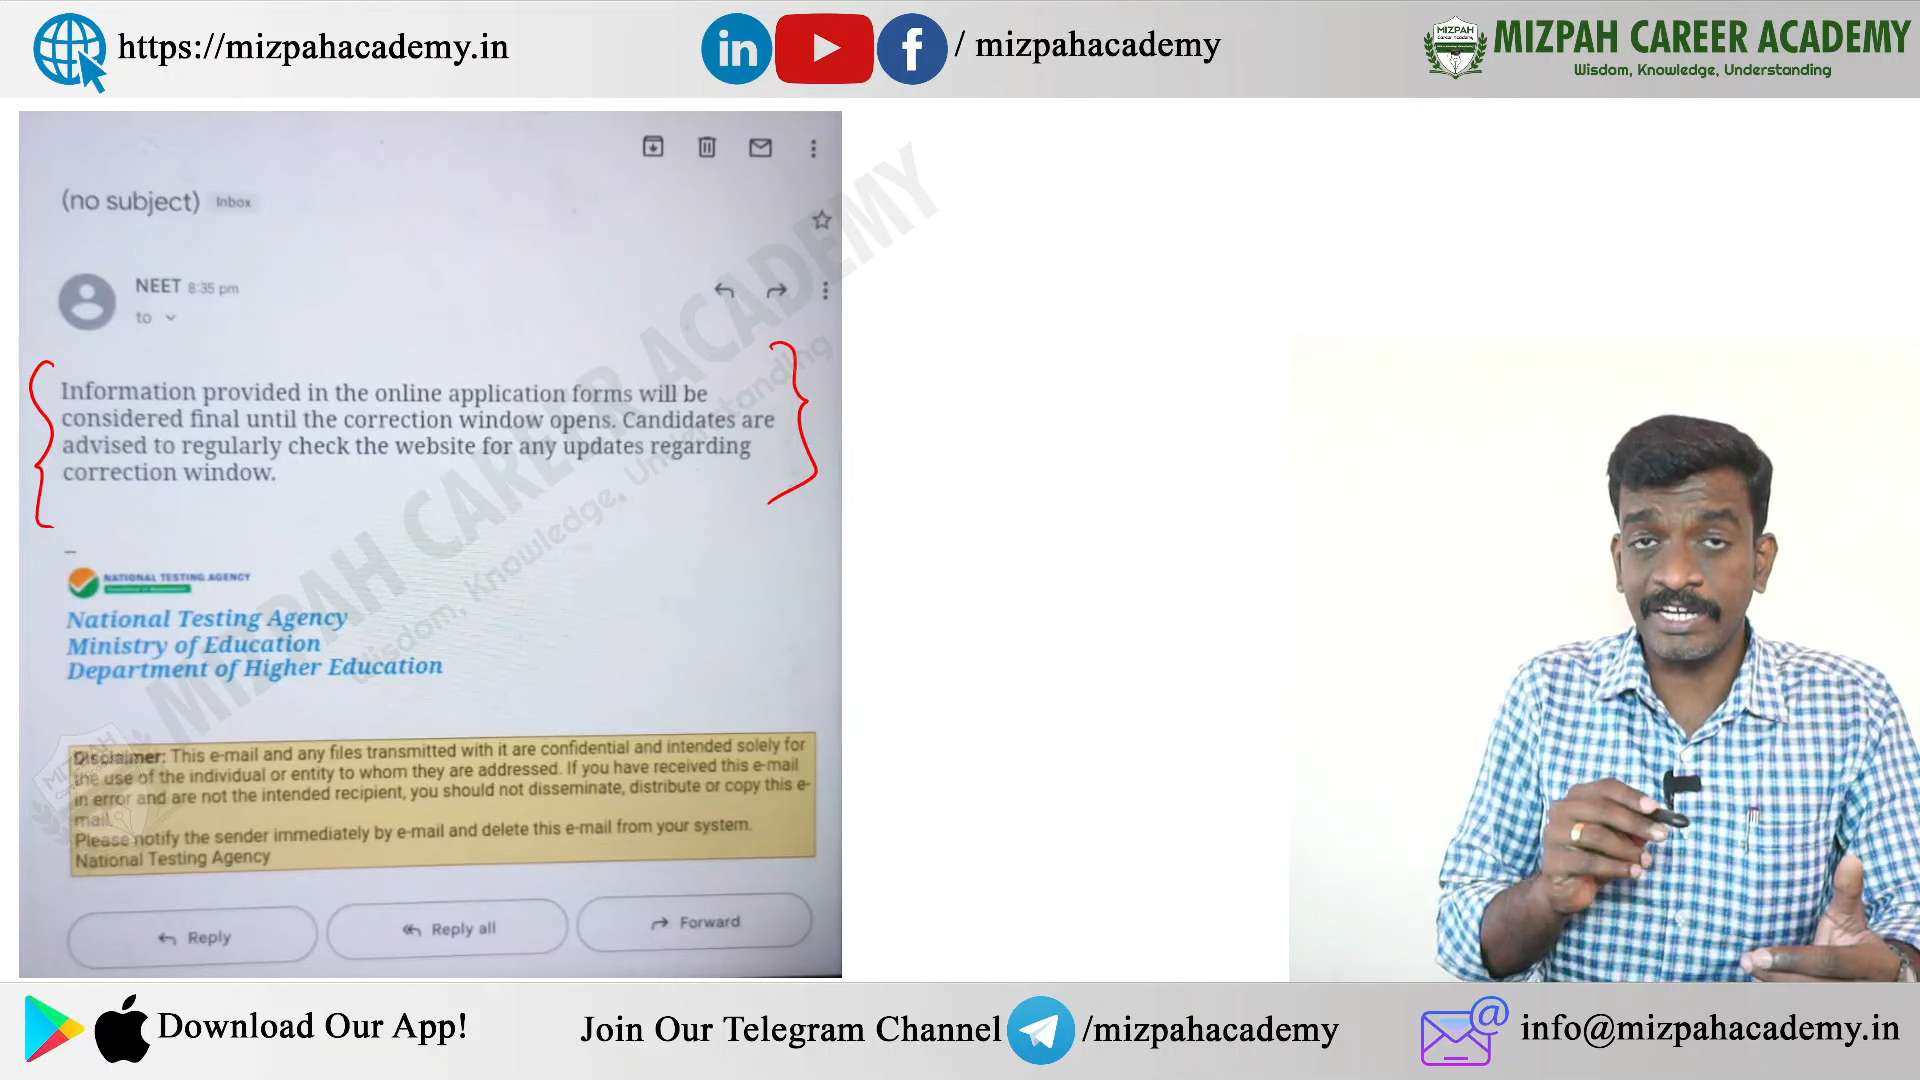 https://mizpahacademy.in
in f / mizpahacademy
MIZPAH CAREER ACADEMY
Wisdom, Knowledge, Understanding
(no subject) Inbox
NEET 8:35 pm
to
Information provided in the online application forms will be
considered final until the correction window opens. Candidates are
advised to regularly check the website for any updates regarding
correction window.
–
NATIONAL TESTING AGENCY
National Testing Agency
Ministry of Education
Department of Higher Education
Disclaimer: This e-mail and any files transmitted with it are confidential and intended solely for
the use of the individual or entity to whom they are addressed. If you have received this e-mail
in error and are not the intended recipient, you should not disseminate, distribute or copy this e-
mail.
Please notify the sender immediately by e-mail and delete this e-mail from your system.
National Testing Agency
Reply
Reply all
Forward
MIZPAH CAREER ACADEMY
Wisdom, Knowledge, Understanding
Download Our App!
Join Our Telegram Channel /mizpahacademy
info@mizpahacademy.in